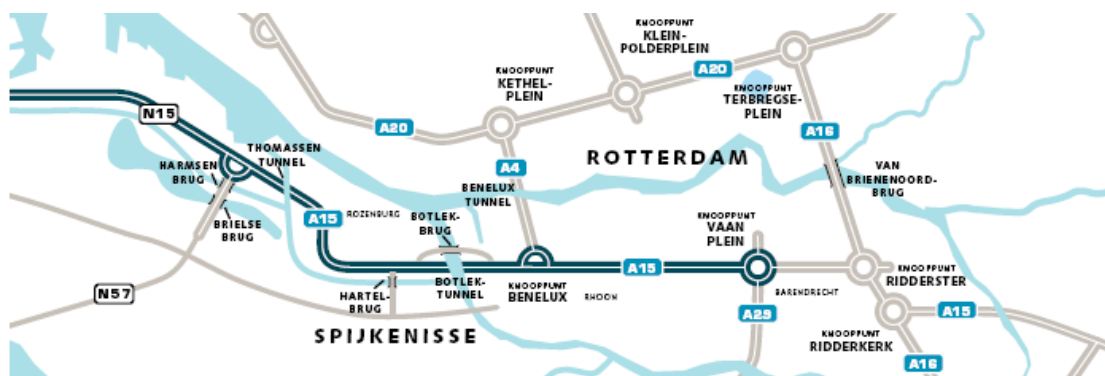 KNOOPPUNT
KLEIN-
POLDERPLEIN
KNOOPPUNT
KETHEL-
PLEIN
A20
KNOOPPUNT
TERBREGSE-
PLEIN
N15
A20
A16
THOMASSEN
TUNNEL
HARMSEN
BRUG
ROTTERDAM
A4
VAN
BRIENENOORD-
BRUG
BENELUX
TUNNEL
BRIELSE
BRUG
A15
ROZENBURG
BOTLEK-
BRUG
KNOOPPUNT
VAAN
PLEIN
A15
KNOOPPUNT
RIDDERSTER
N57
HARTEL-
BRUG
BOTLEK-
TUNNEL
KNOOPPUNT
BENELUX
RHOON
BARENDRECHT
A29
A15
SPIJKENISSE
KNOOPPUNT
RIDDERKERK
A16